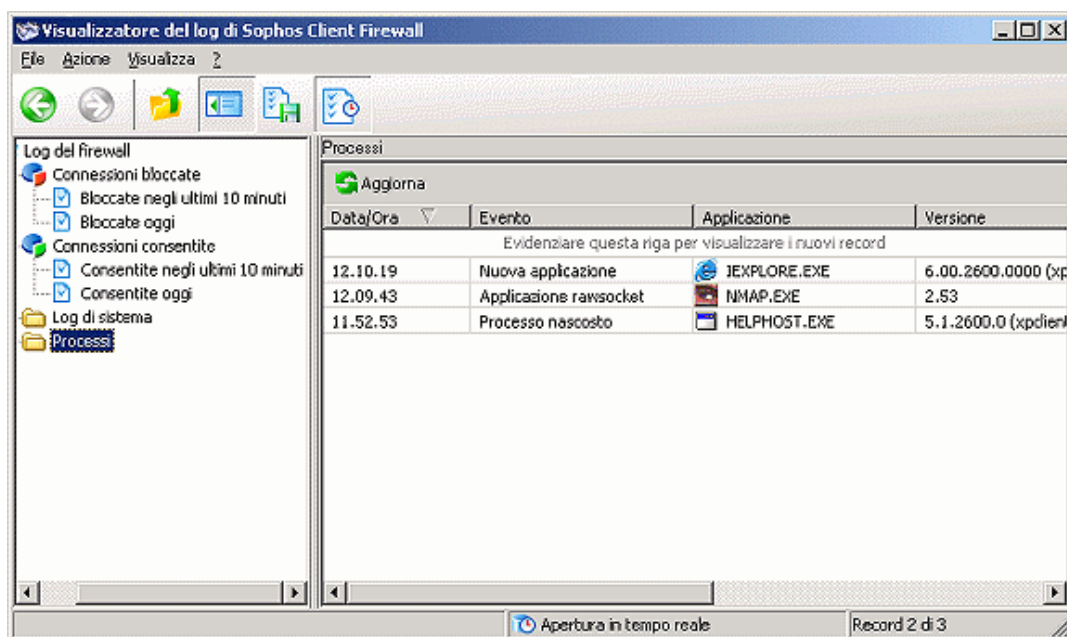 Visualizzatore del log di Sophos Client Firewall
File Azione Visualizza ?
Log del firewall
Connessioni bloccate
Bloccate negli ultimi 10 minuti
Bloccate oggi
Connessioni consentite
Consentite negli ultimi 10 minuti
Consentite oggi
Log di sistema
Processi
Processi
Aggiorna
Data/Ora Evento Applicazione Versione
Evidenziare questa riga per visualizzare i nuovi record
12.10.19 Nuova applicazione IEXPLORE.EXE 6.00.2600.0000 (xp
12.09.43 Applicazione rawsocket NMAP.EXE 2.53
11.52.53 Processo nascosto HELPHOST.EXE 5.1.2600.0 (xpclient
Apertura in tempo reale Record 2 di 3